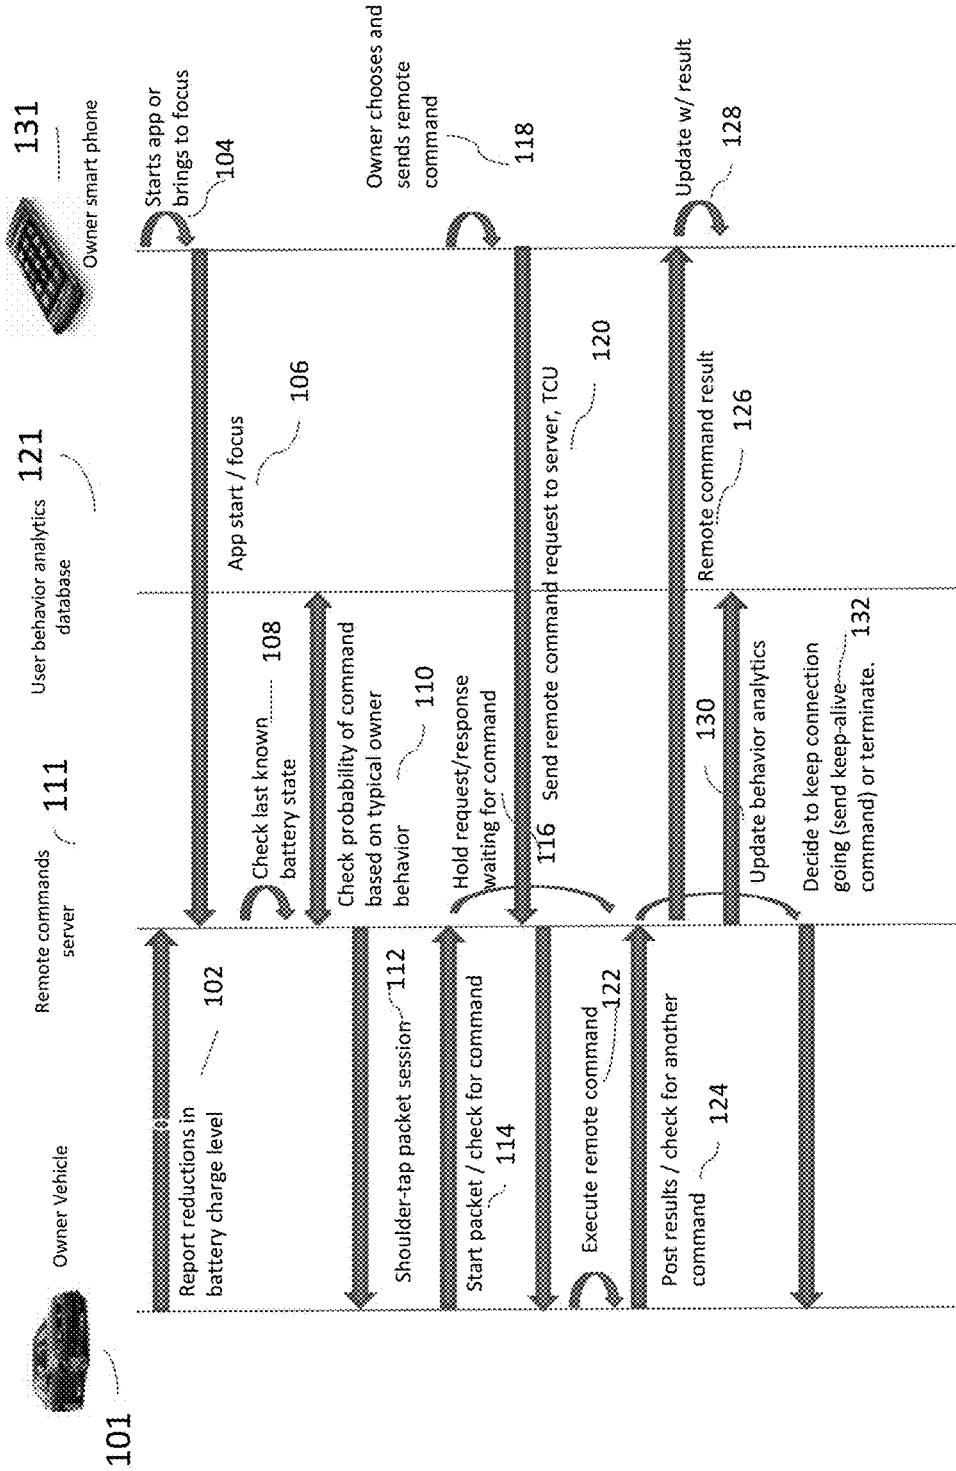 101
Owner Vehicle
Remote commands
server
111
User behavior analytics
database
121
Owner smart phone
131
Report reductions in
battery charge level
102
Starts app or
brings to focus
104
App start / focus
106
Check last known
battery state
108
Check probability of command
based on typical owner
behavior
110
Shoulder-tap packet session
112
Start packet / check for command
114
Hold request/response
waiting for command
116
Owner chooses and
sends remote
command
118
Send remote command request to server, TCU
120
Execute remote command
122
Post results / check for another
command
124
Remote command result
126
Update w/ result
128
130
Update behavior analytics
Decide to keep connection
going (send keep-alive
command) or terminate.
132